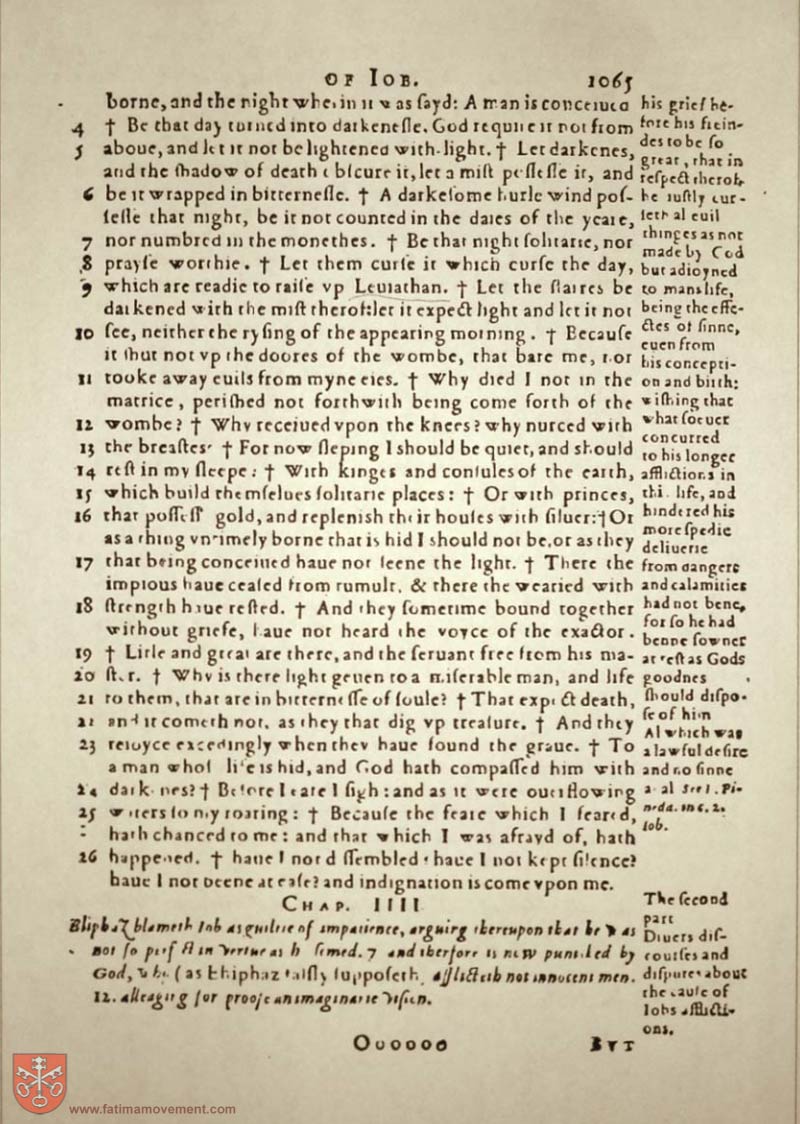 OF IOB.
1065
borne, and the night wherin it was sayd: A man is conceiued
4 † Be that day turned into darkenesse. God require it not from
5 aboue, and let it not be lightened with light. † Let darkenes,
and the shadow of death obscure it, let a mist possesse it, and
6 be it wrapped in bitternesse. † A darkesome hurle wind pos-
sesse that night, be it not counted in the daies of the yeare,
7 nor numbred in the monethes. † Be that night solitarie, nor
8 prayse worthie. † Let them curse it which curse the day,
9 which are readie to raise vp Leuiathan. † Let the starres be
darkened with the mist therof: let it expect light and let it not
10 see, neither the rysing of the appearing morning. † Because
it shut not vp the doores of the wombe, that bare me, nor
11 tooke away euils from myne eies. † Why died I not in the
matrice, perished not forthwith being come forth of the
12 wombe? † Why receiued vpon the knees? why nurced with
13 the breastes? † For now sleping I should be quiet, and should
14 rest in my sleepe: † With kinges and consules of the earth,
15 which build themselues solitarie places: † Or with princes,
16 that possesse gold, and replenish their houses with siluer: † Or
as a thing vntimely borne that is hid I should not be, or as they
17 that being conceiued haue not seene the light. † There the
impious haue ceased from tumult, & there the wearied with
18 strength haue rested. † And they sometime bound together
without griefe, haue not heard the voyce of the exactor.
19 † Litle and great are there, and the seruant free from his ma-
20 ster. † Why is there light geuen to a miserable man, and life
21 to them, that are in bitternesse of soule? † That expect death,
22 and it cometh not, as they that dig vp treasure. † And they
23 reioyce excedingly when they haue found the graue. † To
a man whose life is hid, and God hath compassed him with
24 darkenes? † Before I eate I sigh: and as it were ouerflowing
25 waters so my roaring: † Because the feare which I feared,
hath chanced to me: and that which I was afrayd of, hath
26 happened. † haue I not dissembled? haue I not kept silence?
haue I not beene at ease? and indignation is come vpon me.
CHAP. IIII
Eliphaz blameth Iob as guiltie of impatience, arguing therupon that he was
not so perfect in vertue as he semed. 7 and therfore is now punished by
God, who (as Eliphaz falsly supposeth) afflicteth not innocent men.
12. alleaging for proofe an imaginarie vision.
Oooooo
BVT
his grief be-
fore his frein-
des to be so
great, that in
respect therof
he iustly cur-
seth al euil
thinges as not
made by God
but adioyned
to mans life,
being the effe-
ctes of sinne,
euen from
his concepti-
on and birth:
wishing that
what soeuer
concurred
to his longer
afflictions in
this life, and
hindered his
more spedie
deliuerie
from dangers
and calamities
had not bene,
for so he had
benne sowner
at rest as Gods
goodnes
should dispo-
se of him
Al which was
a lawful desire
and no sinne
at al. See P. Pi-
neda. in c. 2.
Iob.
The second
part
Diuers dis-
courses and
disputes about
the cause of
Iobs afflicti-
ons.
www.fatimamovement.com